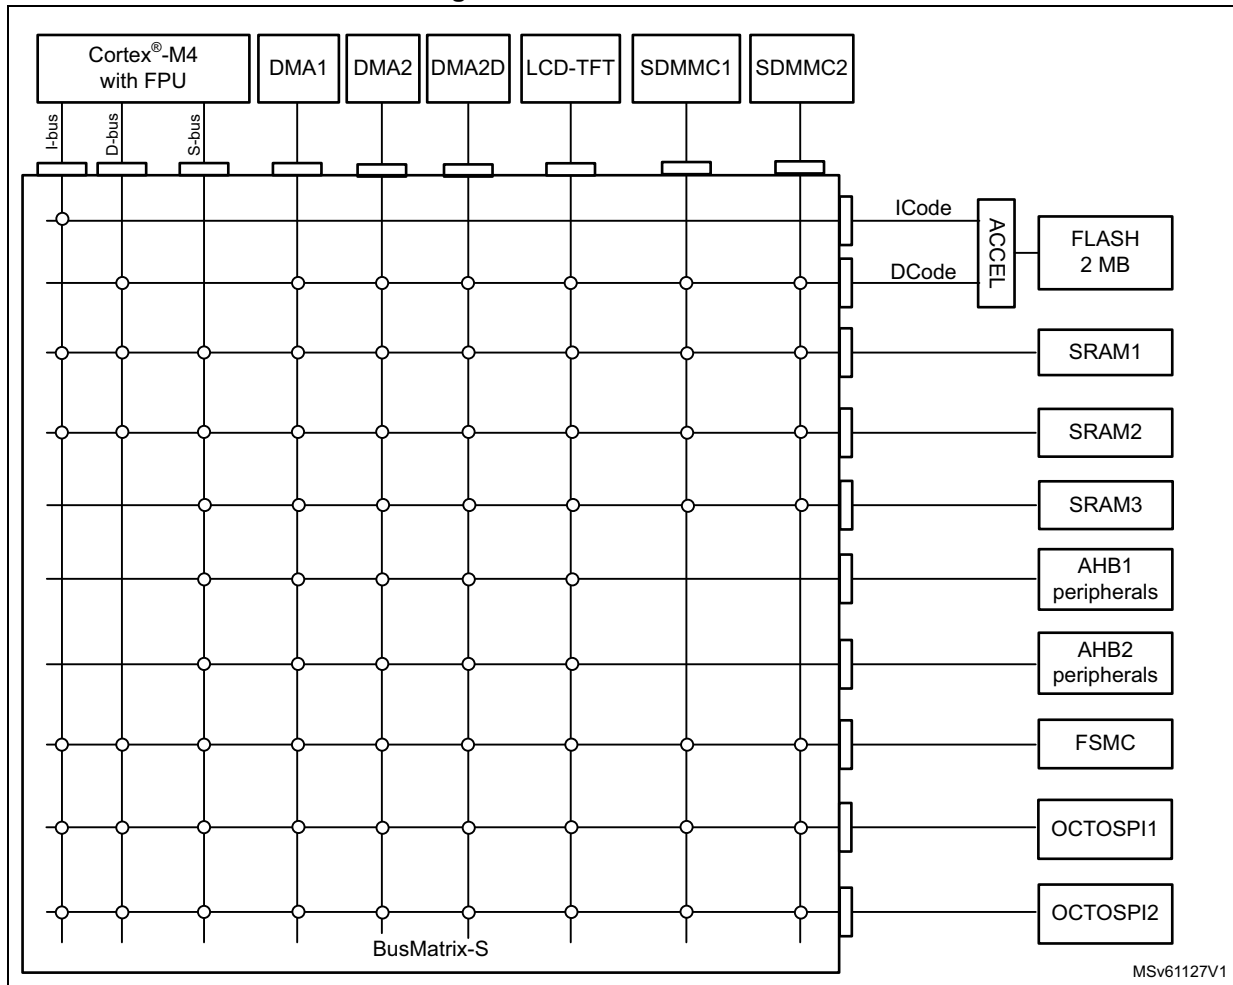 Cortex®-M4
with FPU
DMA1
DMA2
DMA2D
LCD-TFT
SDMMC1
SDMMC2
I-bus
D-bus
S-bus
ICode
ACCEL
FLASH
2 MB
DCode
SRAM1
SRAM2
SRAM3
AHB1
peripherals
AHB2
peripherals
FSMC
OCTOSPI1
OCTOSPI2
BusMatrix-S
MSv61127V1